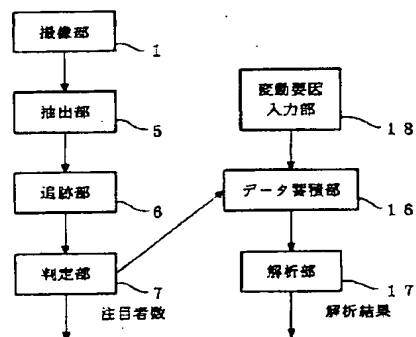 撮像部
1
抽出部
5
追跡部
6
判定部
7
注目者数
変動要因
入力部
18
データ蓄積部
16
解析部
17
解析結果